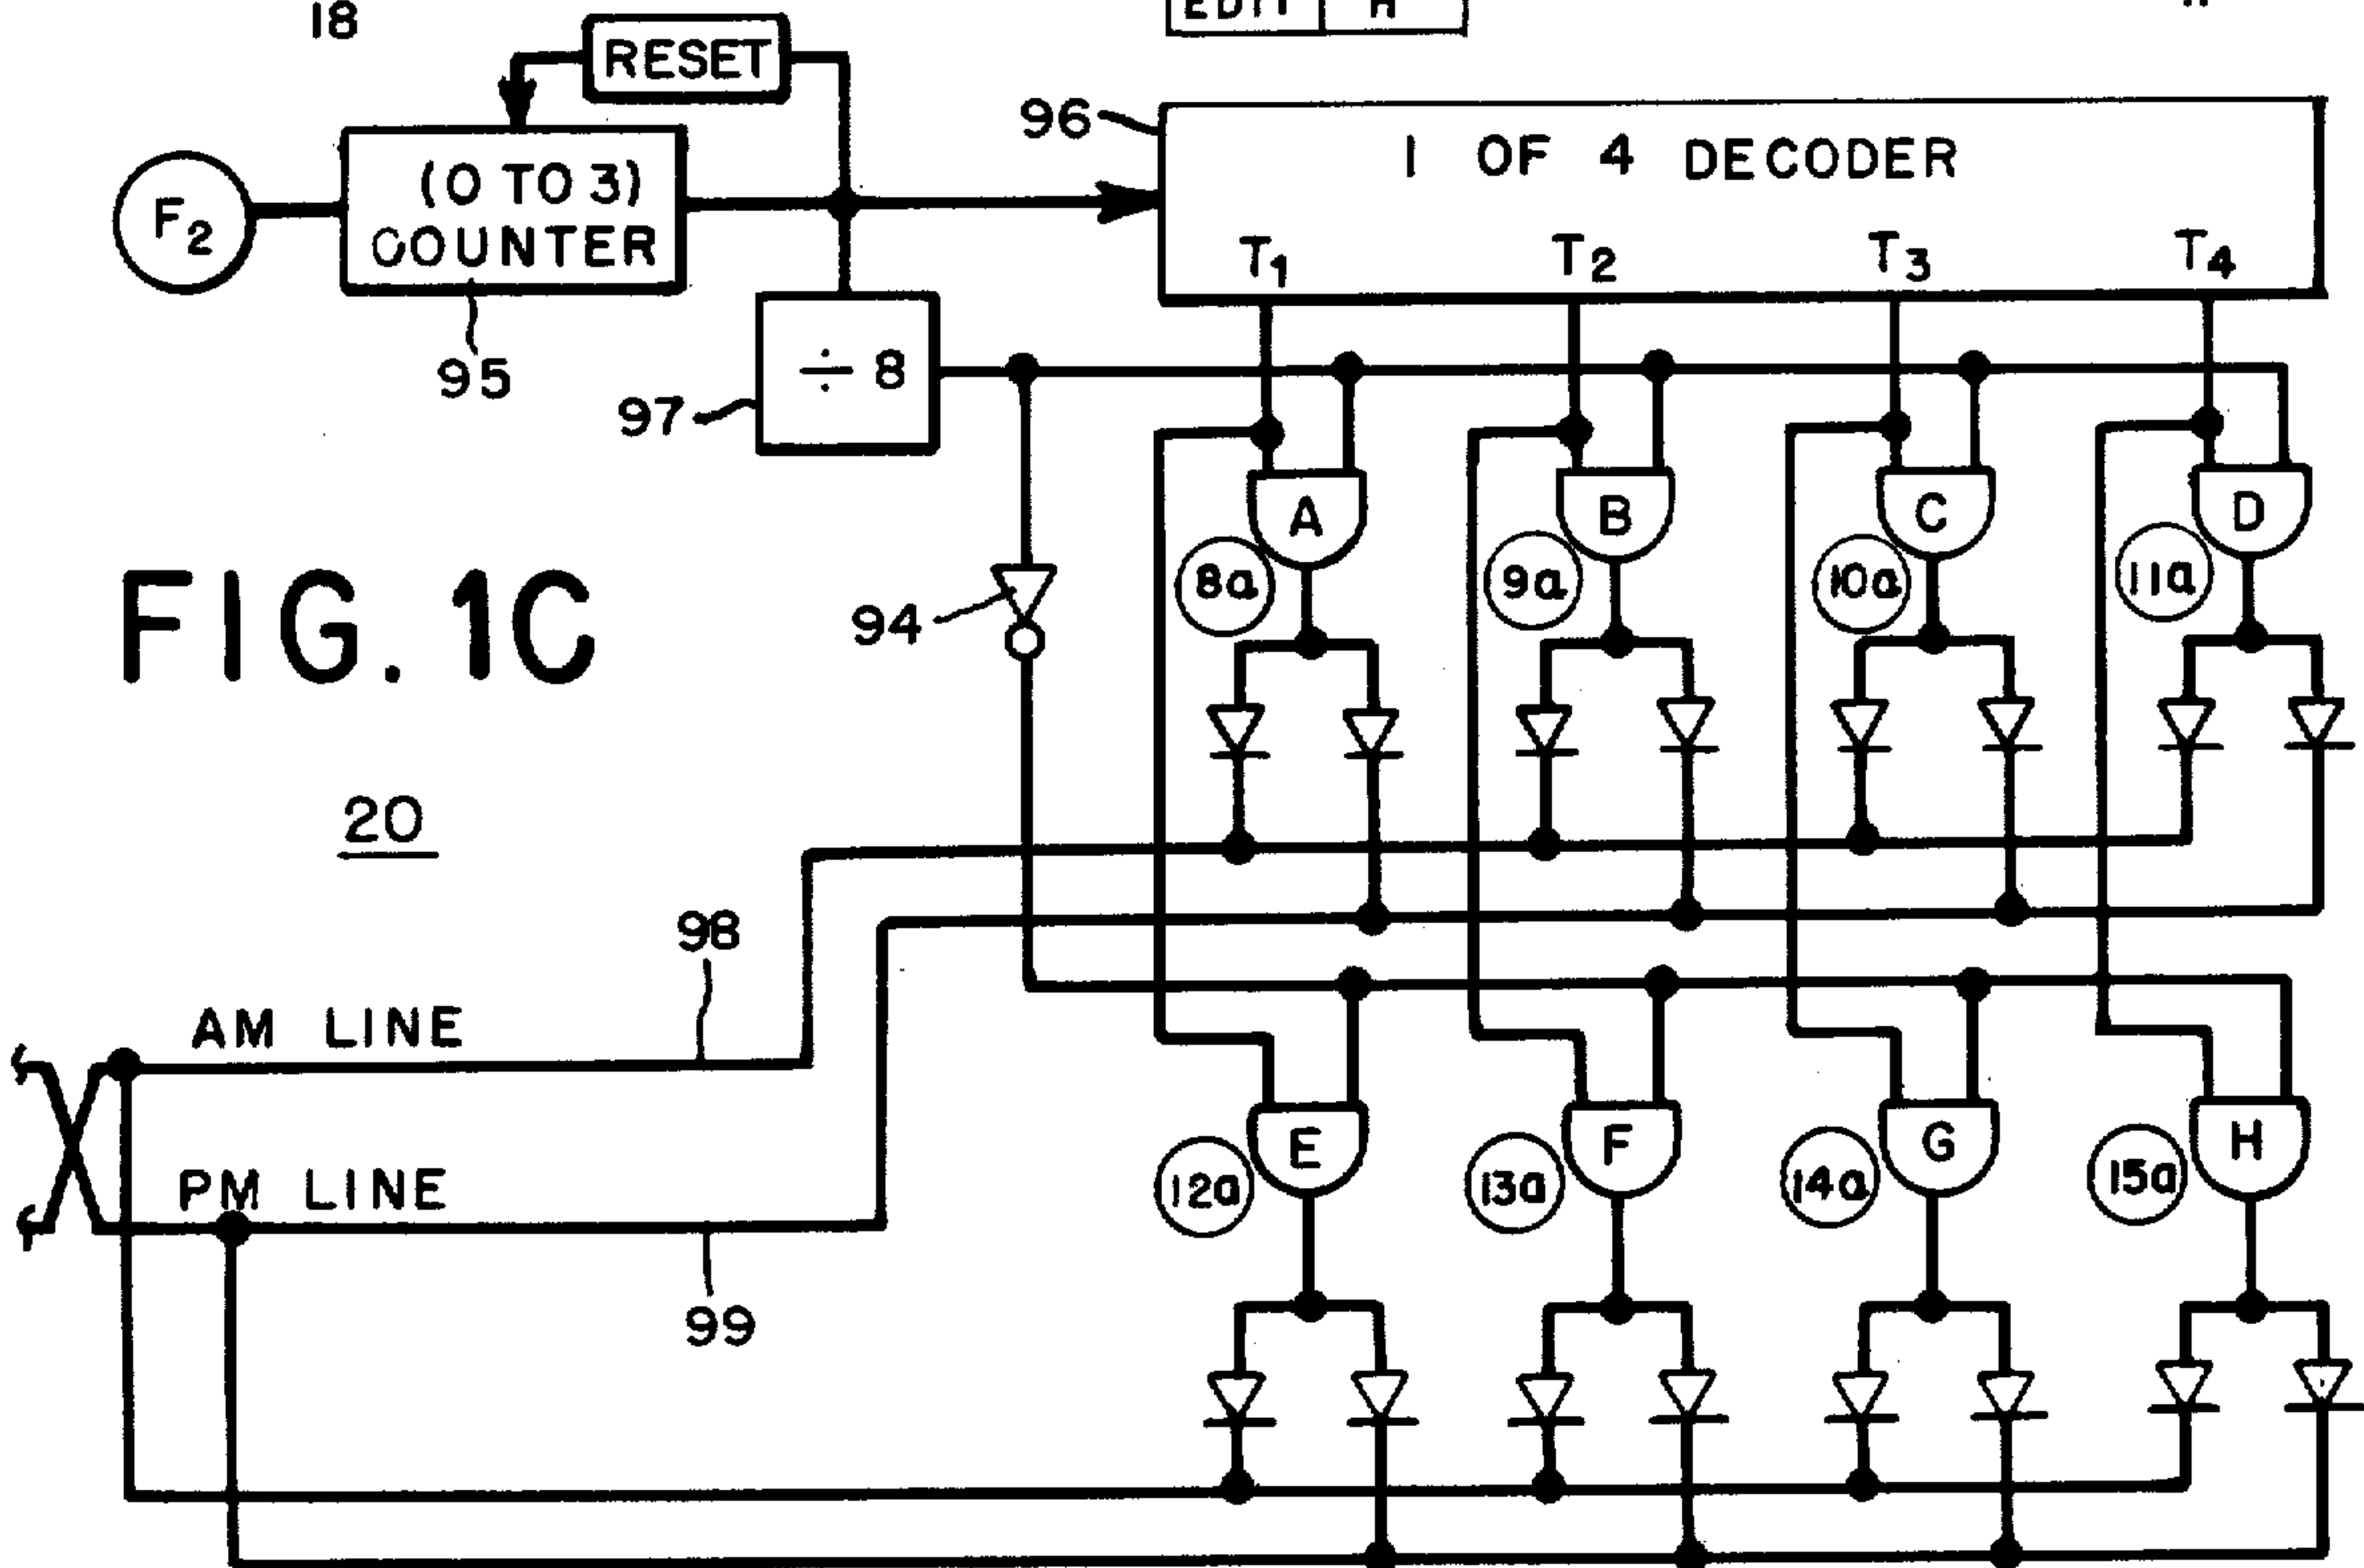 18
RESET
EDIT H
96
1 OF 4 DECODER
F2
(0 TO 3)
COUNTER
T1 T2 T3 T4
95
÷ 8
97
A B C D
8a 9a 10a 11a
94
FIG. 1C
20
98
AM LINE
PM LINE
99
E F G H
12a 13a 14a 15a